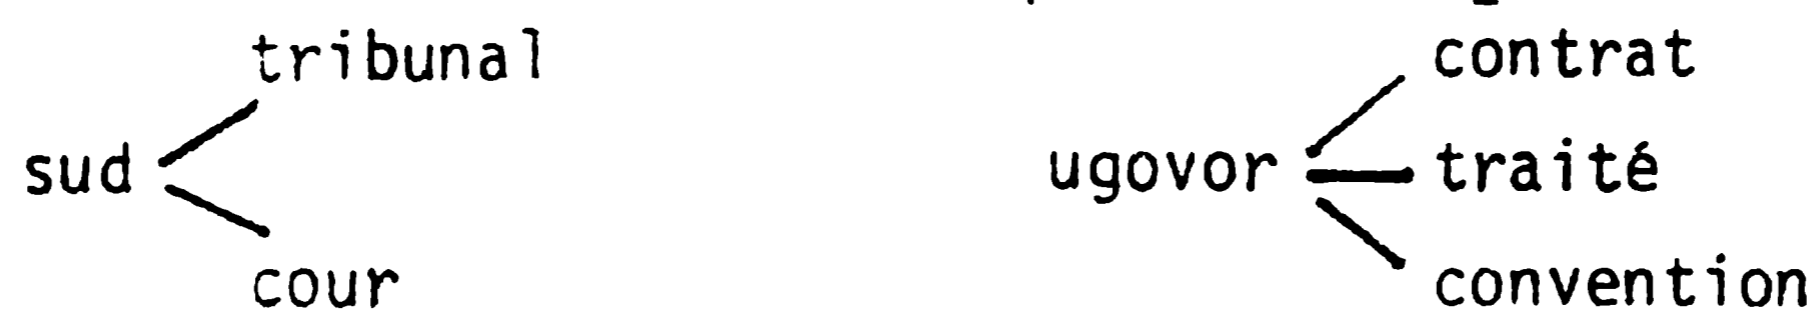 tribunal
sud
cour
contrat
ugovor traité
convention